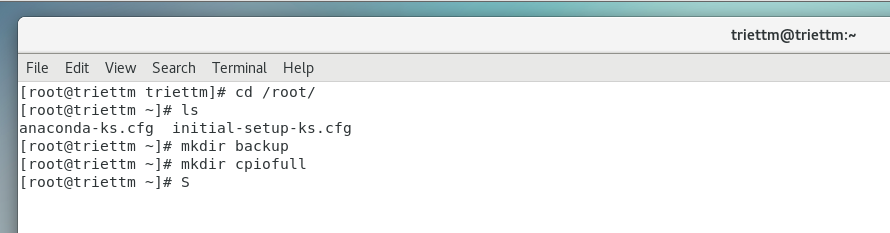 triettm@triettm:~
File Edit View Search Terminal Help
[root@triettm triettm]# cd /root/
[root@triettm ~]# ls
anaconda-ks.cfg  initial-setup-ks.cfg
[root@triettm ~]# mkdir backup
[root@triettm ~]# mkdir cpiofull
[root@triettm ~]# S